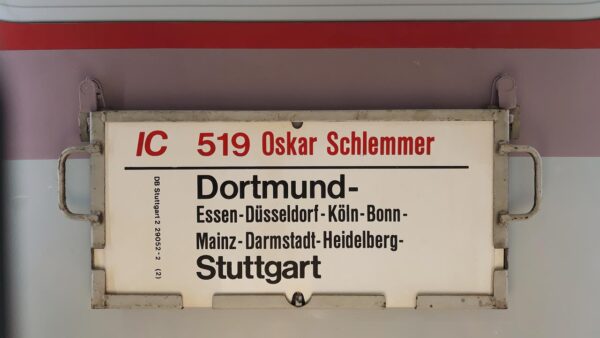 IC 519 Oskar Schlemmer
Dortmund-
Essen-Düsseldorf-Köln-Bonn-
Mainz-Darmstadt-Heidelberg-
Stuttgart
DB Stuttgart 2 29052-2 (2)